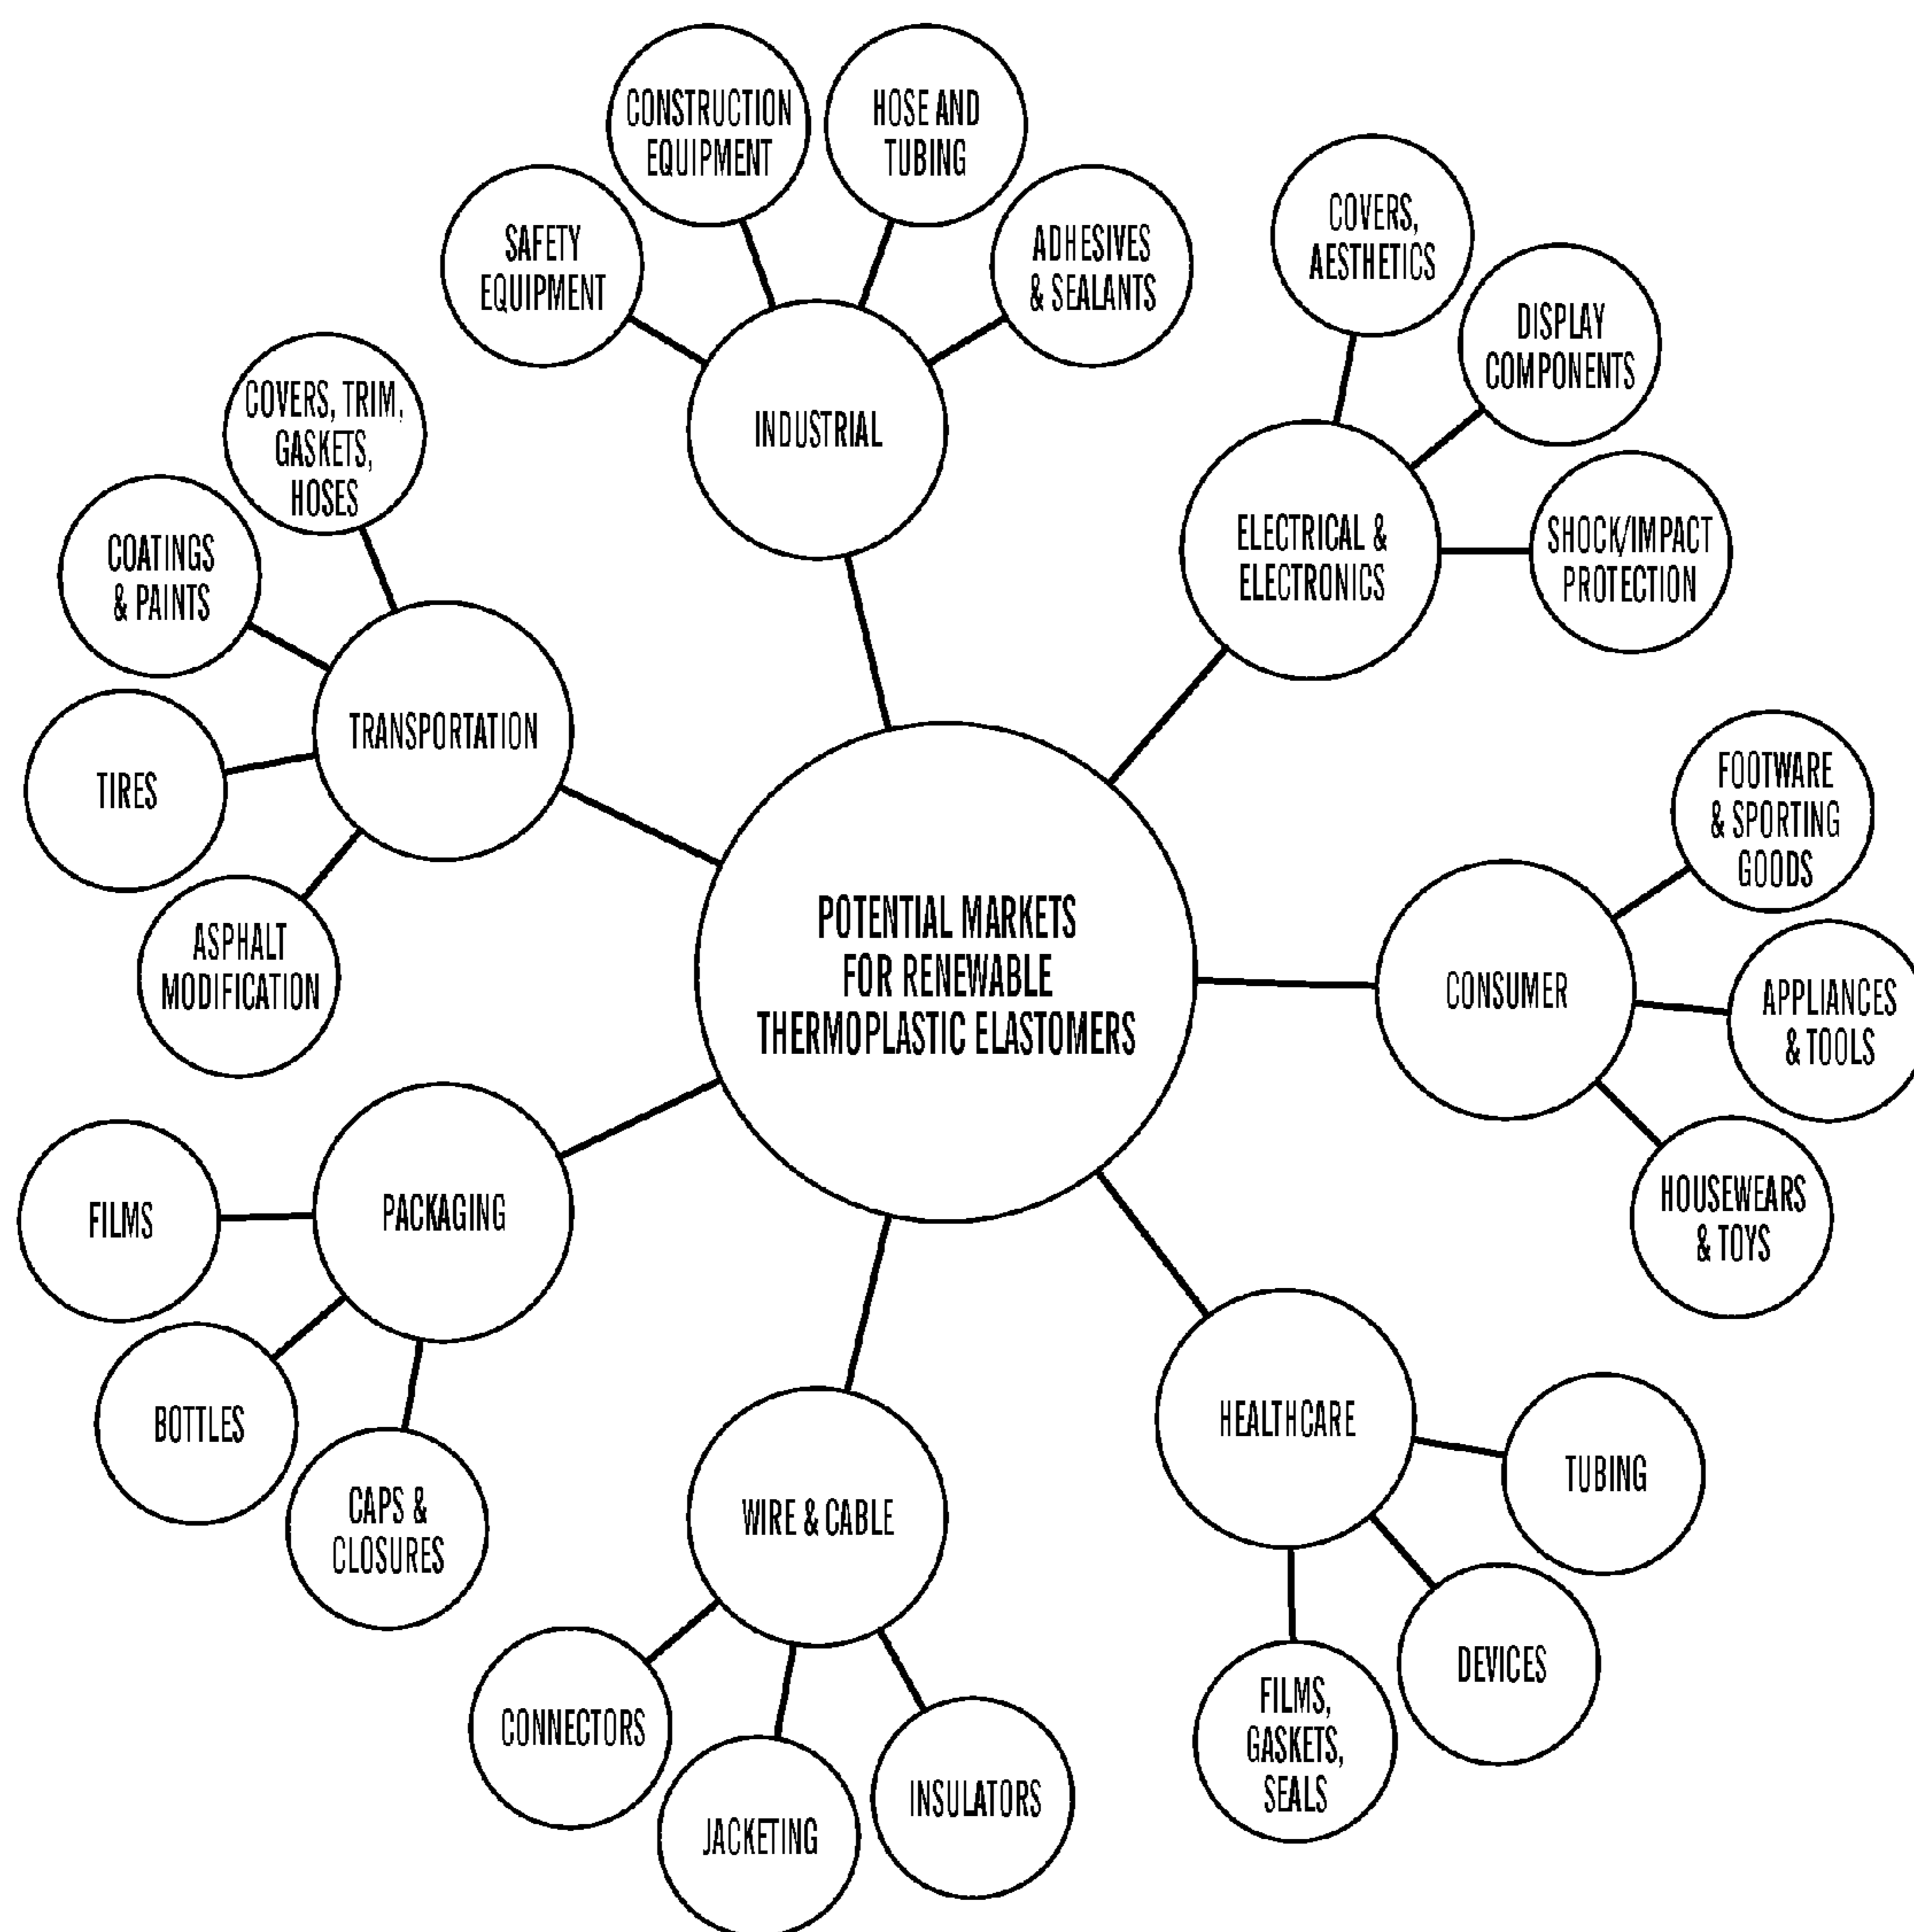 CONSTRUCTION
EQUIPMENT
HOSE AND
TUBING
SAFETY
EQUIPMENT
ADHESIVES
& SEALANTS
INDUSTRIAL
COVERS,
AESTHETICS
DISPLAY
COMPONENTS
SHOCK/IMPACT
PROTECTION
ELECTRICAL &
ELECTRONICS
COVERS, TRIM,
GASKETS,
HOSES
COATINGS
& PAINTS
TIRES
ASPHALT
MODIFICATION
TRANSPORTATION
POTENTIAL MARKETS
FOR RENEWABLE
THERMOPLASTIC ELASTOMERS
FOOTWARE
& SPORTING
GOODS
CONSUMER
APPLIANCES
& TOOLS
HOUSEWEARS
& TOYS
PACKAGING
FILMS
BOTTLES
CAPS &
CLOSURES
WIRE & CABLE
CONNECTORS
JACKETING
INSULATORS
HEALTHCARE
TUBING
DEVICES
FILMS,
GASKETS,
SEALS